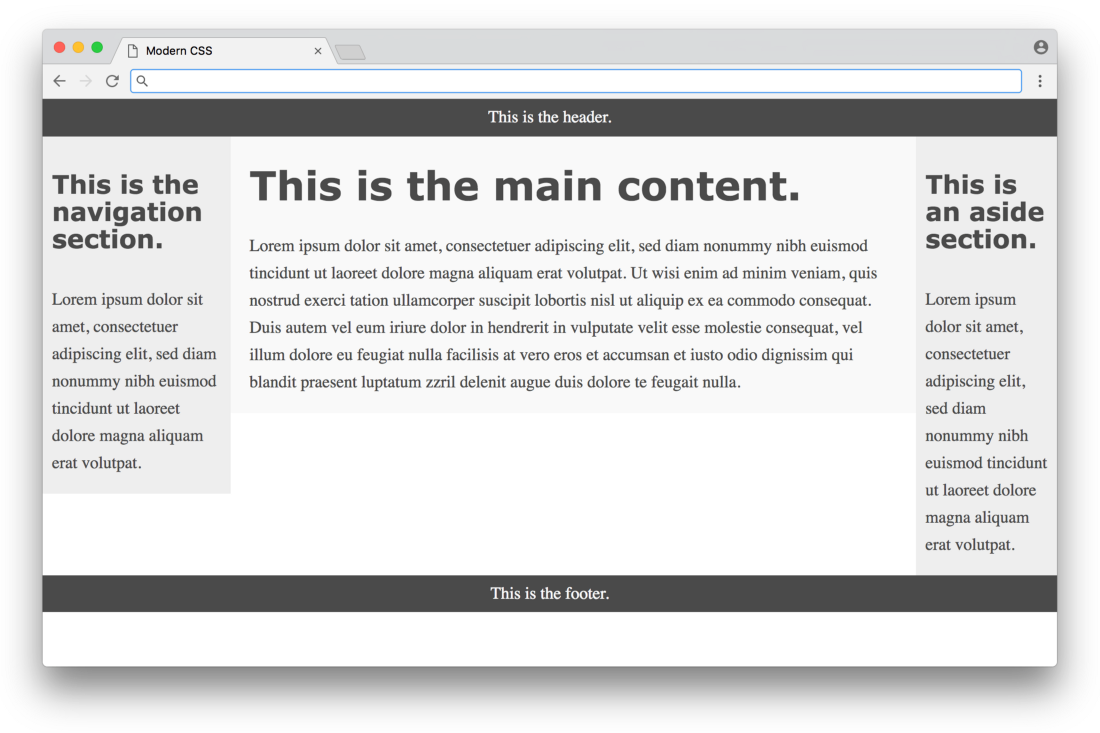 Modern CSS
This is the header.
This is the
navigation
section.
Lorem ipsum dolor sit
amet, consectetuer
adipiscing elit, sed diam
nonummy nibh euismod
tincidunt ut laoreet
dolore magna aliquam
erat volutpat.
This is the main content.
Lorem ipsum dolor sit amet, consectetuer adipiscing elit, sed diam nonummy nibh euismod
tincidunt ut laoreet dolore magna aliquam erat volutpat. Ut wisi enim ad minim veniam, quis
nostrud exerci tation ullamcorper suscipit lobortis nisl ut aliquip ex ea commodo consequat.
Duis autem vel eum iriure dolor in hendrerit in vulputate velit esse molestie consequat, vel
illum dolore eu feugiat nulla facilisis at vero eros et accumsan et iusto odio dignissim qui
blandit praesent luptatum zzril delenit augue duis dolore te feugait nulla.
This is
an aside
section.
Lorem ipsum
dolor sit amet,
consectetuer
adipiscing elit,
sed diam
nonummy nibh
euismod tincidunt
ut laoreet dolore
magna aliquam
erat volutpat.
This is the footer.